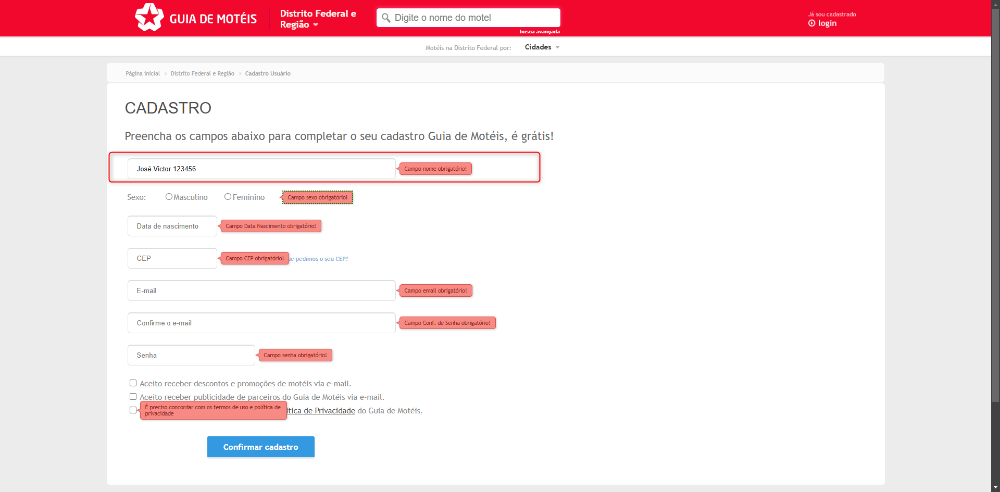 GUIA DE MOTÉIS
Distrito Federal e
Região
Digite o nome do motel
busca avançada
Já sou cadastrado
login
Motéis na Distrito Federal por:
Cidades
Página inicial
Distrito Federal e Região
Cadastro Usuário
CADASTRO
Preencha os campos abaixo para completar o seu cadastro Guia de Motéis, é grátis!
José Victor 123456
Campo nome obrigatório!
Sexo:
Masculino
Feminino
Campo sexo obrigatório!
Data de nascimento
Campo Data Nascimento obrigatório!
CEP
Campo CEP obrigatório!
ue pedimos o seu CEP?
E-mail
Campo email obrigatório!
Confirme o e-mail
Campo Conf. de Senha obrigatório!
Senha
Campo senha obrigatório!
Aceito receber descontos e promoções de motéis via e-mail.
Aceito receber publicidade de parceiros do Guia de Motéis via e-mail.
É preciso concordar com os termos de uso e política de
privacidade
ítica de Privacidade do Guia de Motéis.
Confirmar cadastro